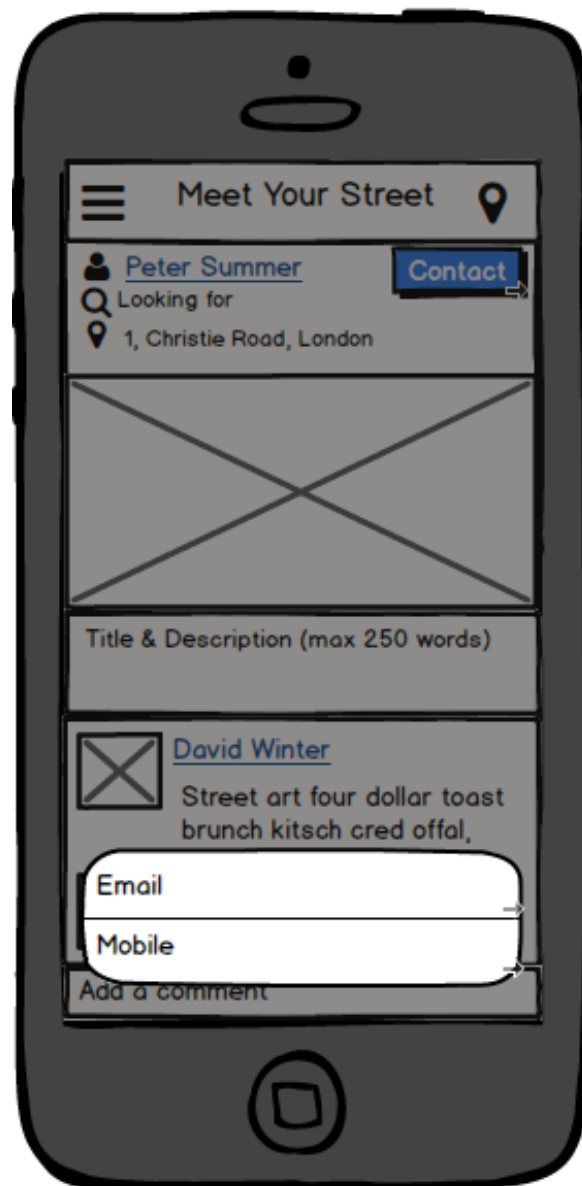 Meet Your Street
Peter Summer
Contact
Looking for
1, Christie Road, London
Title & Description (max 250 words)
David Winter
Street art four dollar toast
brunch kitsch cred offal,
Email
Mobile
Add a comment